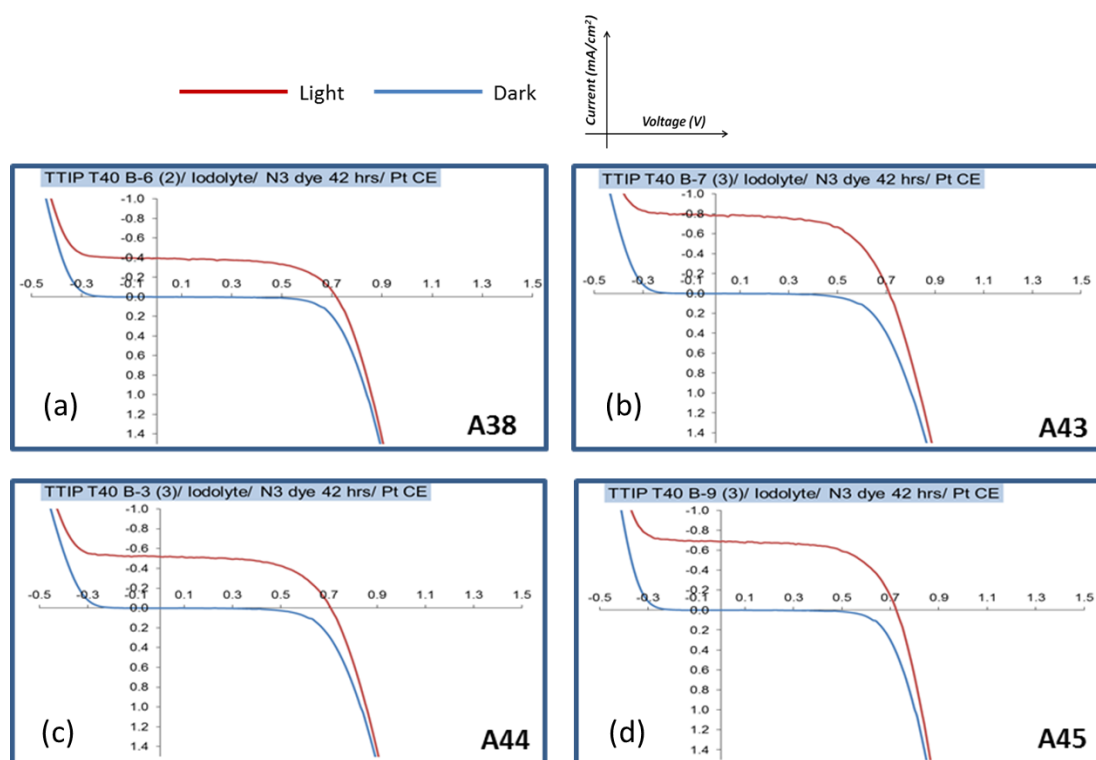 Light
Dark
Current (mA/cm²)
Voltage (V)
TTIP T40 B-6 (2)/ Iodolyte/ N3 dye 42 hrs/ Pt CE
-1.0
-0.8
-0.6
-0.4
-0.2
-0.5 -0.3 -0.1 0.1 0.3 0.5 0.7 0.9 1.1 1.3 1.5
0.0
0.2
0.4
0.6
0.8
1.0
1.2
1.4
(a)
A38
TTIP T40 B-7 (3)/ Iodolyte/ N3 dye 42 hrs/ Pt CE
-1.0
-0.8
-0.6
-0.4
-0.2
-0.5 -0.3 -0.1 0.1 0.3 0.5 0.7 0.9 1.1 1.3 1.5
0.0
0.2
0.4
0.6
0.8
1.0
1.2
1.4
(b)
A43
TTIP T40 B-3 (3)/ Iodolyte/ N3 dye 42 hrs/ Pt CE
-1.0
-0.8
-0.6
-0.4
-0.2
-0.5 -0.3 -0.1 0.1 0.3 0.5 0.7 0.9 1.1 1.3 1.5
0.0
0.2
0.4
0.6
0.8
1.0
1.2
1.4
(c)
A44
TTIP T40 B-9 (3)/ Iodolyte/ N3 dye 42 hrs/ Pt CE
-1.0
-0.8
-0.6
-0.4
-0.2
-0.5 -0.3 -0.1 0.1 0.3 0.5 0.7 0.9 1.1 1.3 1.5
0.0
0.2
0.4
0.6
0.8
1.0
1.2
1.4
(d)
A45